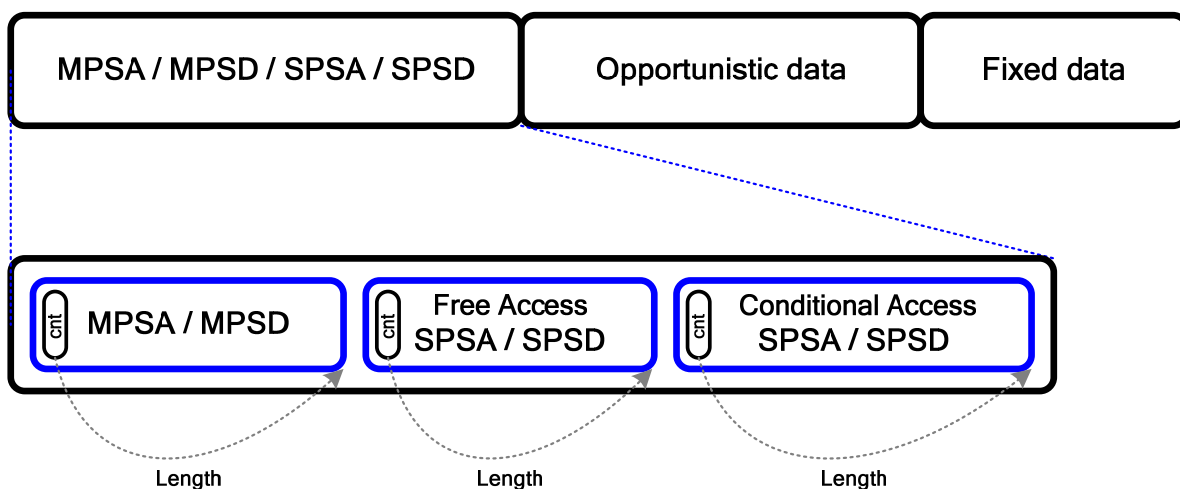 MPSA / MPSD / SPSA / SPSD
Opportunistic data
Fixed data
cnt
MPSA / MPSD
cnt
Free Access
SPSA / SPSD
cnt
Conditional Access
SPSA / SPSD
Length
Length
Length